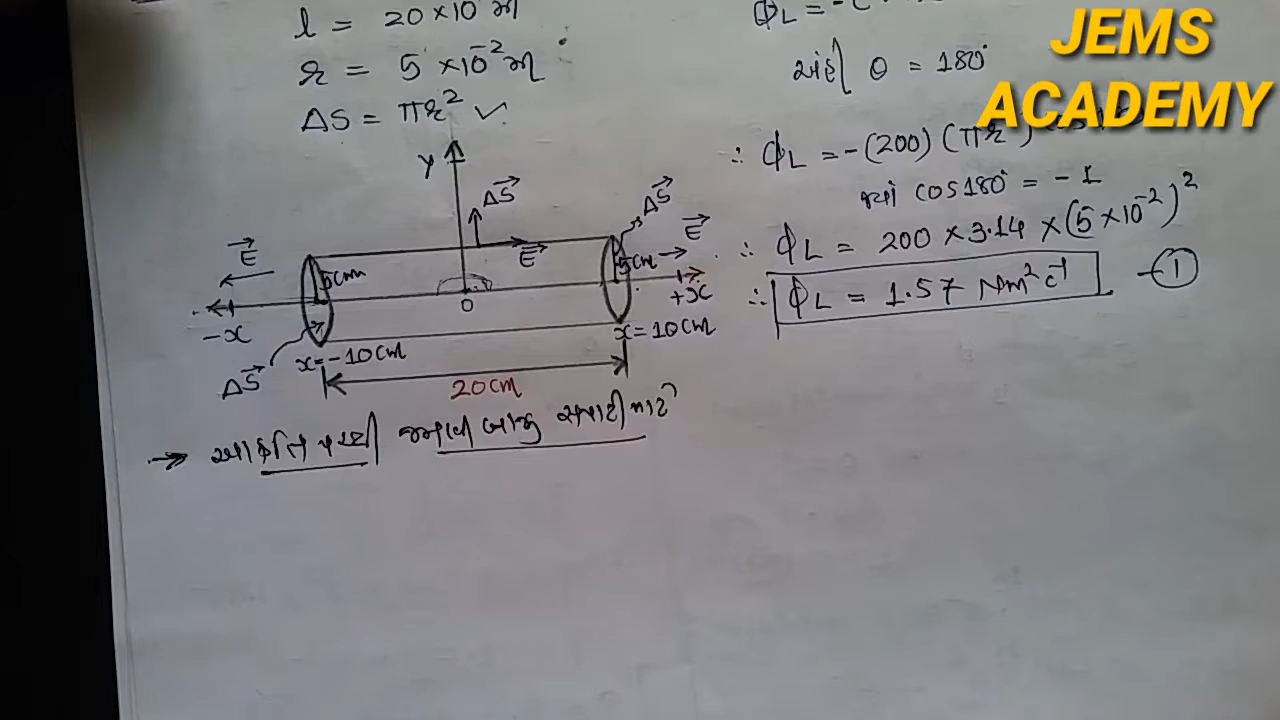 l = 20×10 મ
r = 5 ×10⁻² મ
ΔS = πr² ✓
Y
ΔS⃗
ΔS⃗
E⃗
E⃗
E⃗
5cm
5cm
-x
O
+x
x=-10cm
x=10cm
ΔS⃗
20cm
→ આકૃતિ પરથી બાજુ સપાટી માટે
ϕL = -(
અહીં θ = 180°
∴ ϕL = -(200) (πr²)
cos180° = -1
∴ ϕL = 200 ×3.14 ×(5 ×10⁻²)²
∴ ϕL = 1.57 Nm²C⁻¹ —①
JEMS
ACADEMY